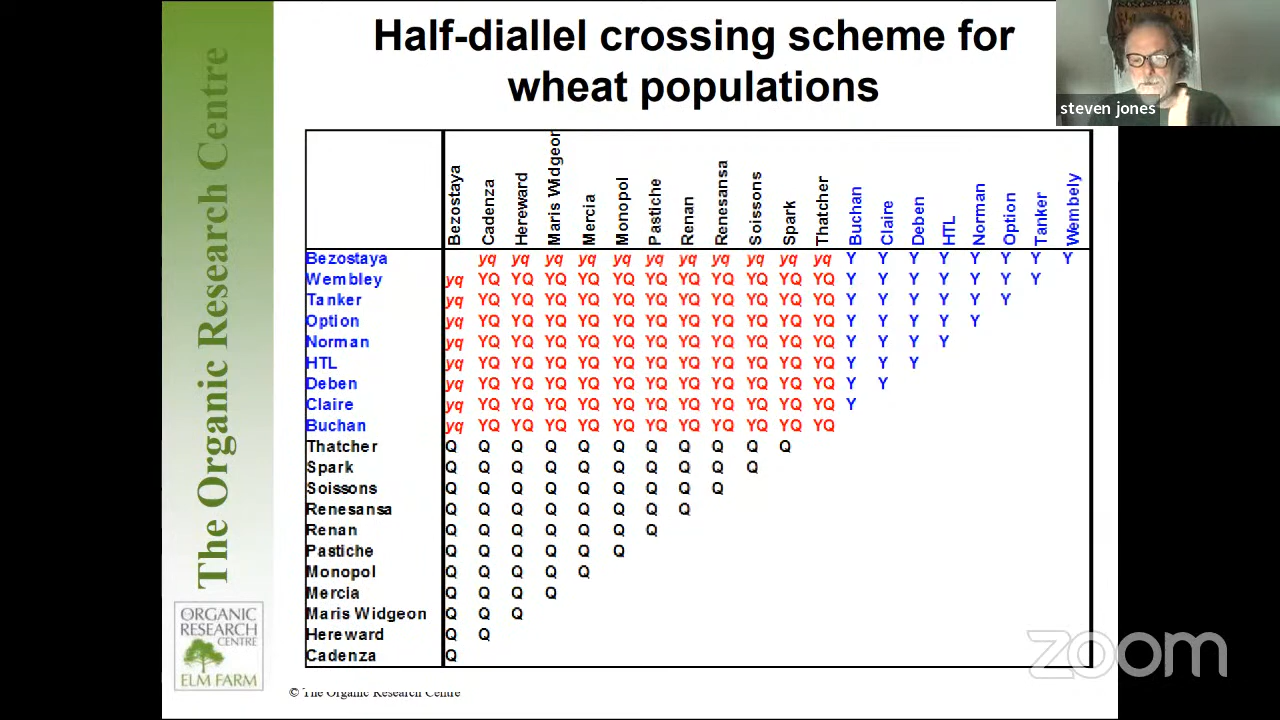 Half-diallel crossing scheme for
wheat populations
steven jones
The Organic Research Centre
Bezostaya Cadenza Hereward Maris Widgeon Mercia Monopol Pastiche Renan Renesansa Soissons Spark Thatcher Buchan Claire Deben HTL Norman Option Tanker Wembely
Bezostaya yq yq yq yq yq yq yq yq yq yq yq Y Y Y Y Y Y Y Y
Wembley yq YQ YQ YQ YQ YQ YQ YQ YQ YQ YQ YQ Y Y Y Y Y Y Y
Tanker yq YQ YQ YQ YQ YQ YQ YQ YQ YQ YQ YQ Y Y Y Y Y Y
Option yq YQ YQ YQ YQ YQ YQ YQ YQ YQ YQ YQ Y Y Y Y Y
Norman yq YQ YQ YQ YQ YQ YQ YQ YQ YQ YQ YQ Y Y Y Y
HTL yq YQ YQ YQ YQ YQ YQ YQ YQ YQ YQ YQ Y Y Y
Deben yq YQ YQ YQ YQ YQ YQ YQ YQ YQ YQ YQ Y Y
Claire yq YQ YQ YQ YQ YQ YQ YQ YQ YQ YQ YQ Y
Buchan yq YQ YQ YQ YQ YQ YQ YQ YQ YQ YQ YQ
Thatcher Q Q Q Q Q Q Q Q Q Q Q
Spark Q Q Q Q Q Q Q Q Q Q
Soissons Q Q Q Q Q Q Q Q Q
Renesansa Q Q Q Q Q Q Q Q
Renan Q Q Q Q Q Q Q
Pastiche Q Q Q Q Q Q
Monopol Q Q Q Q Q
Mercia Q Q Q Q
Maris Widgeon Q Q Q
Hereward Q Q
Cadenza Q
THE ORGANIC
RESEARCH
CENTRE
ELM FARM
© The Organic Research Centre
zoom